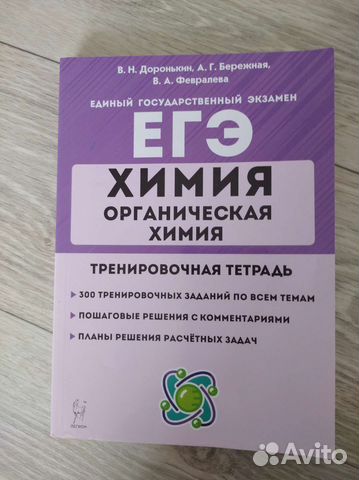 В. Н. Доронькин, А. Г. Бережная,
В. А. Февралева
ЕДИНЫЙ ГОСУДАРСТВЕННЫЙ ЭКЗАМЕН
ЕГЭ
ХИМИЯ
ОРГАНИЧЕСКАЯ
ХИМИЯ
ТРЕНИРОВОЧНАЯ ТЕТРАДЬ
300 ТРЕНИРОВОЧНЫХ ЗАДАНИЙ ПО ВСЕМ ТЕМАМ
ПОШАГОВЫЕ РЕШЕНИЯ С КОММЕНТАРИЯМИ
ПЛАНЫ РЕШЕНИЯ РАСЧЁТНЫХ ЗАДАЧ
ЛЕГИОН
Avito